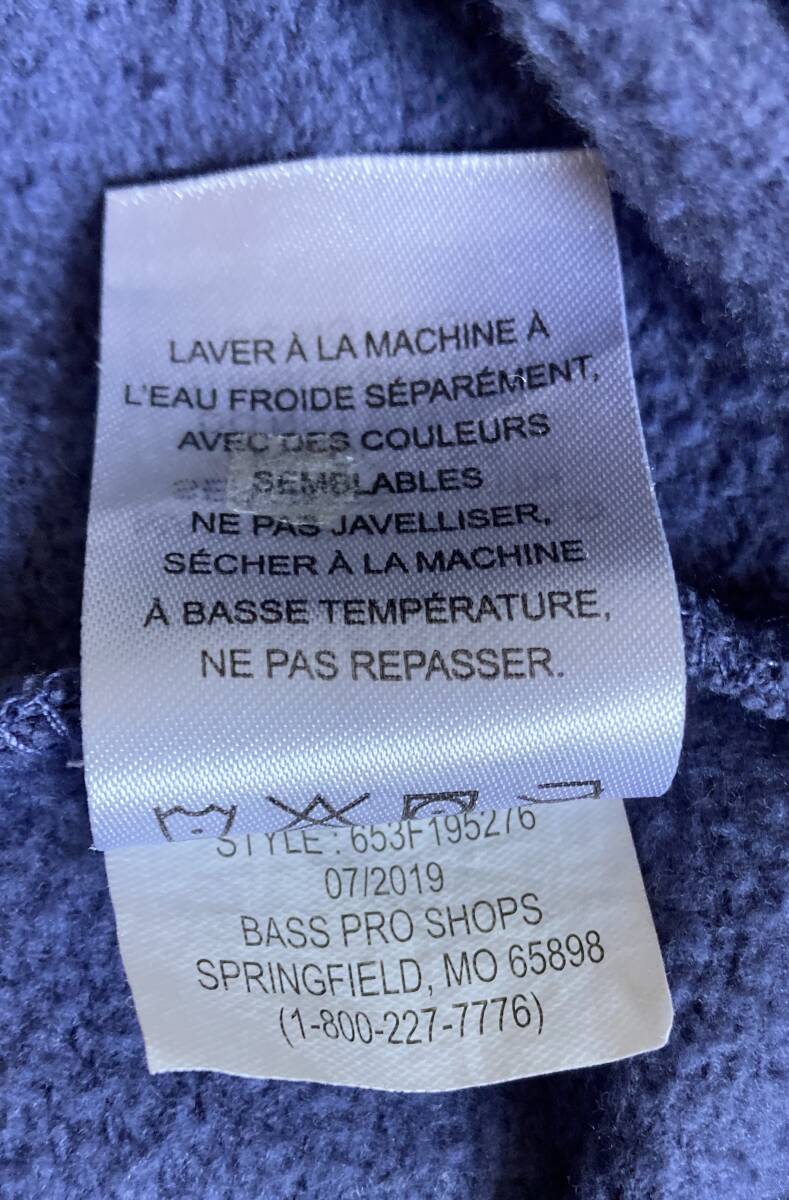 LAVER À LA MACHINE À
L'EAU FROIDE SÉPARÉMENT,
AVEC DES COULEURS
SEMBLABLES
NE PAS JAVELLISER,
SÉCHER À LA MACHINE
À BASSE TEMPÉRATURE,
NE PAS REPASSER.
STYLE : 653F195276
07/2019
BASS PRO SHOPS
SPRINGFIELD, MO 65898
(1-800-227-7776)